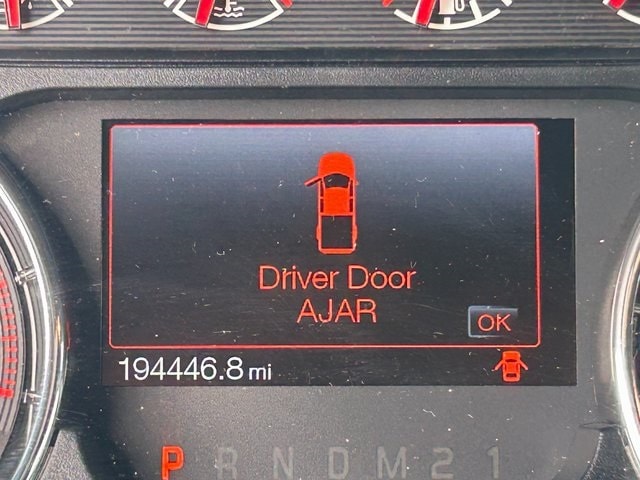 Driver Door
AJAR
OK
194446.8 mi
P R N D M 2 1